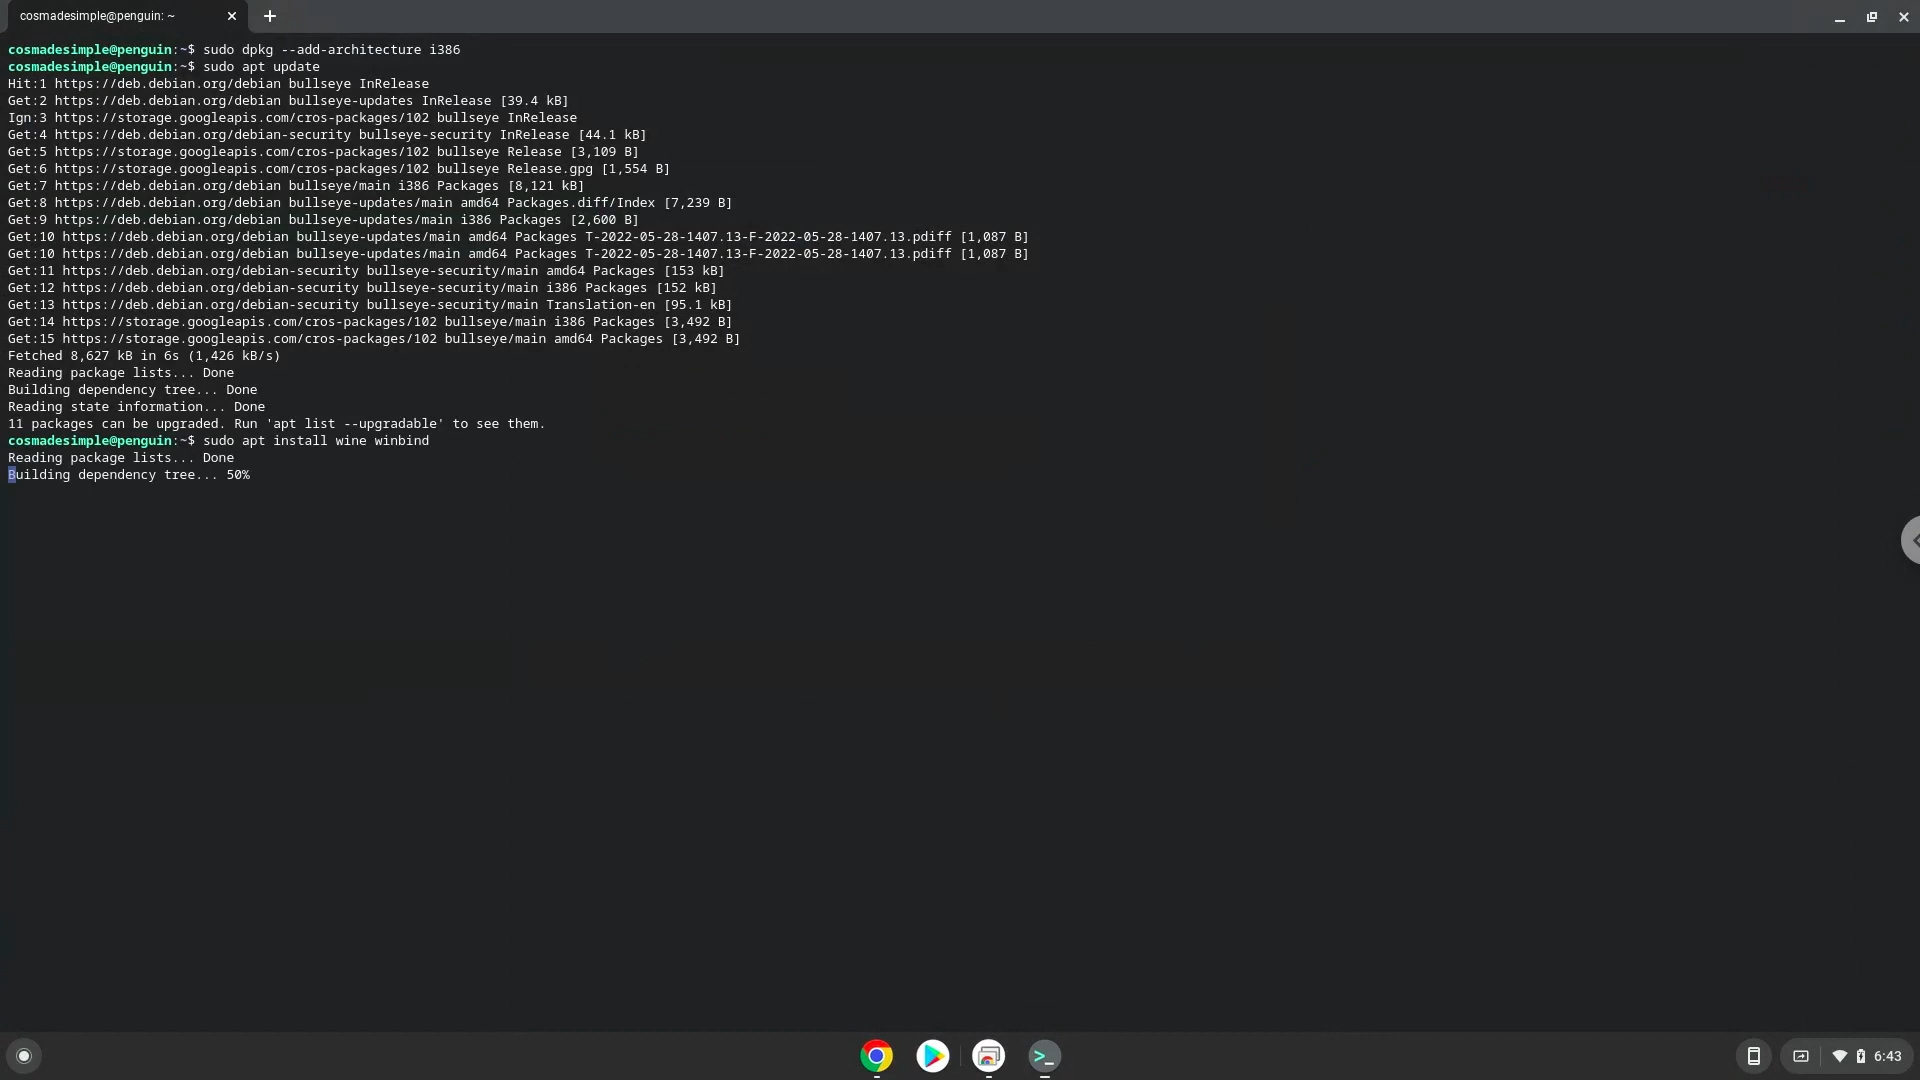 cosmadesimple@penguin: ~
cosmadesimple@penguin:~$ sudo dpkg --add-architecture i386
cosmadesimple@penguin:~$ sudo apt update
Hit:1 https://deb.debian.org/debian bullseye InRelease
Get:2 https://deb.debian.org/debian bullseye-updates InRelease [39.4 kB]
Ign:3 https://storage.googleapis.com/cros-packages/102 bullseye InRelease
Get:4 https://deb.debian.org/debian-security bullseye-security InRelease [44.1 kB]
Get:5 https://storage.googleapis.com/cros-packages/102 bullseye Release [3,109 B]
Get:6 https://storage.googleapis.com/cros-packages/102 bullseye Release.gpg [1,554 B]
Get:7 https://deb.debian.org/debian bullseye/main i386 Packages [8,121 kB]
Get:8 https://deb.debian.org/debian bullseye-updates/main amd64 Packages.diff/Index [7,239 B]
Get:9 https://deb.debian.org/debian bullseye-updates/main i386 Packages [2,600 B]
Get:10 https://deb.debian.org/debian bullseye-updates/main amd64 Packages T-2022-05-28-1407.13-F-2022-05-28-1407.13.pdiff [1,087 B]
Get:10 https://deb.debian.org/debian bullseye-updates/main amd64 Packages T-2022-05-28-1407.13-F-2022-05-28-1407.13.pdiff [1,087 B]
Get:11 https://deb.debian.org/debian-security bullseye-security/main amd64 Packages [153 kB]
Get:12 https://deb.debian.org/debian-security bullseye-security/main i386 Packages [152 kB]
Get:13 https://deb.debian.org/debian-security bullseye-security/main Translation-en [95.1 kB]
Get:14 https://storage.googleapis.com/cros-packages/102 bullseye/main i386 Packages [3,492 B]
Get:15 https://storage.googleapis.com/cros-packages/102 bullseye/main amd64 Packages [3,492 B]
Fetched 8,627 kB in 6s (1,426 kB/s)
Reading package lists... Done
Building dependency tree... Done
Reading state information... Done
11 packages can be upgraded. Run 'apt list --upgradable' to see them.
cosmadesimple@penguin:~$ sudo apt install wine winbind
Reading package lists... Done
Building dependency tree... 50%
6:43